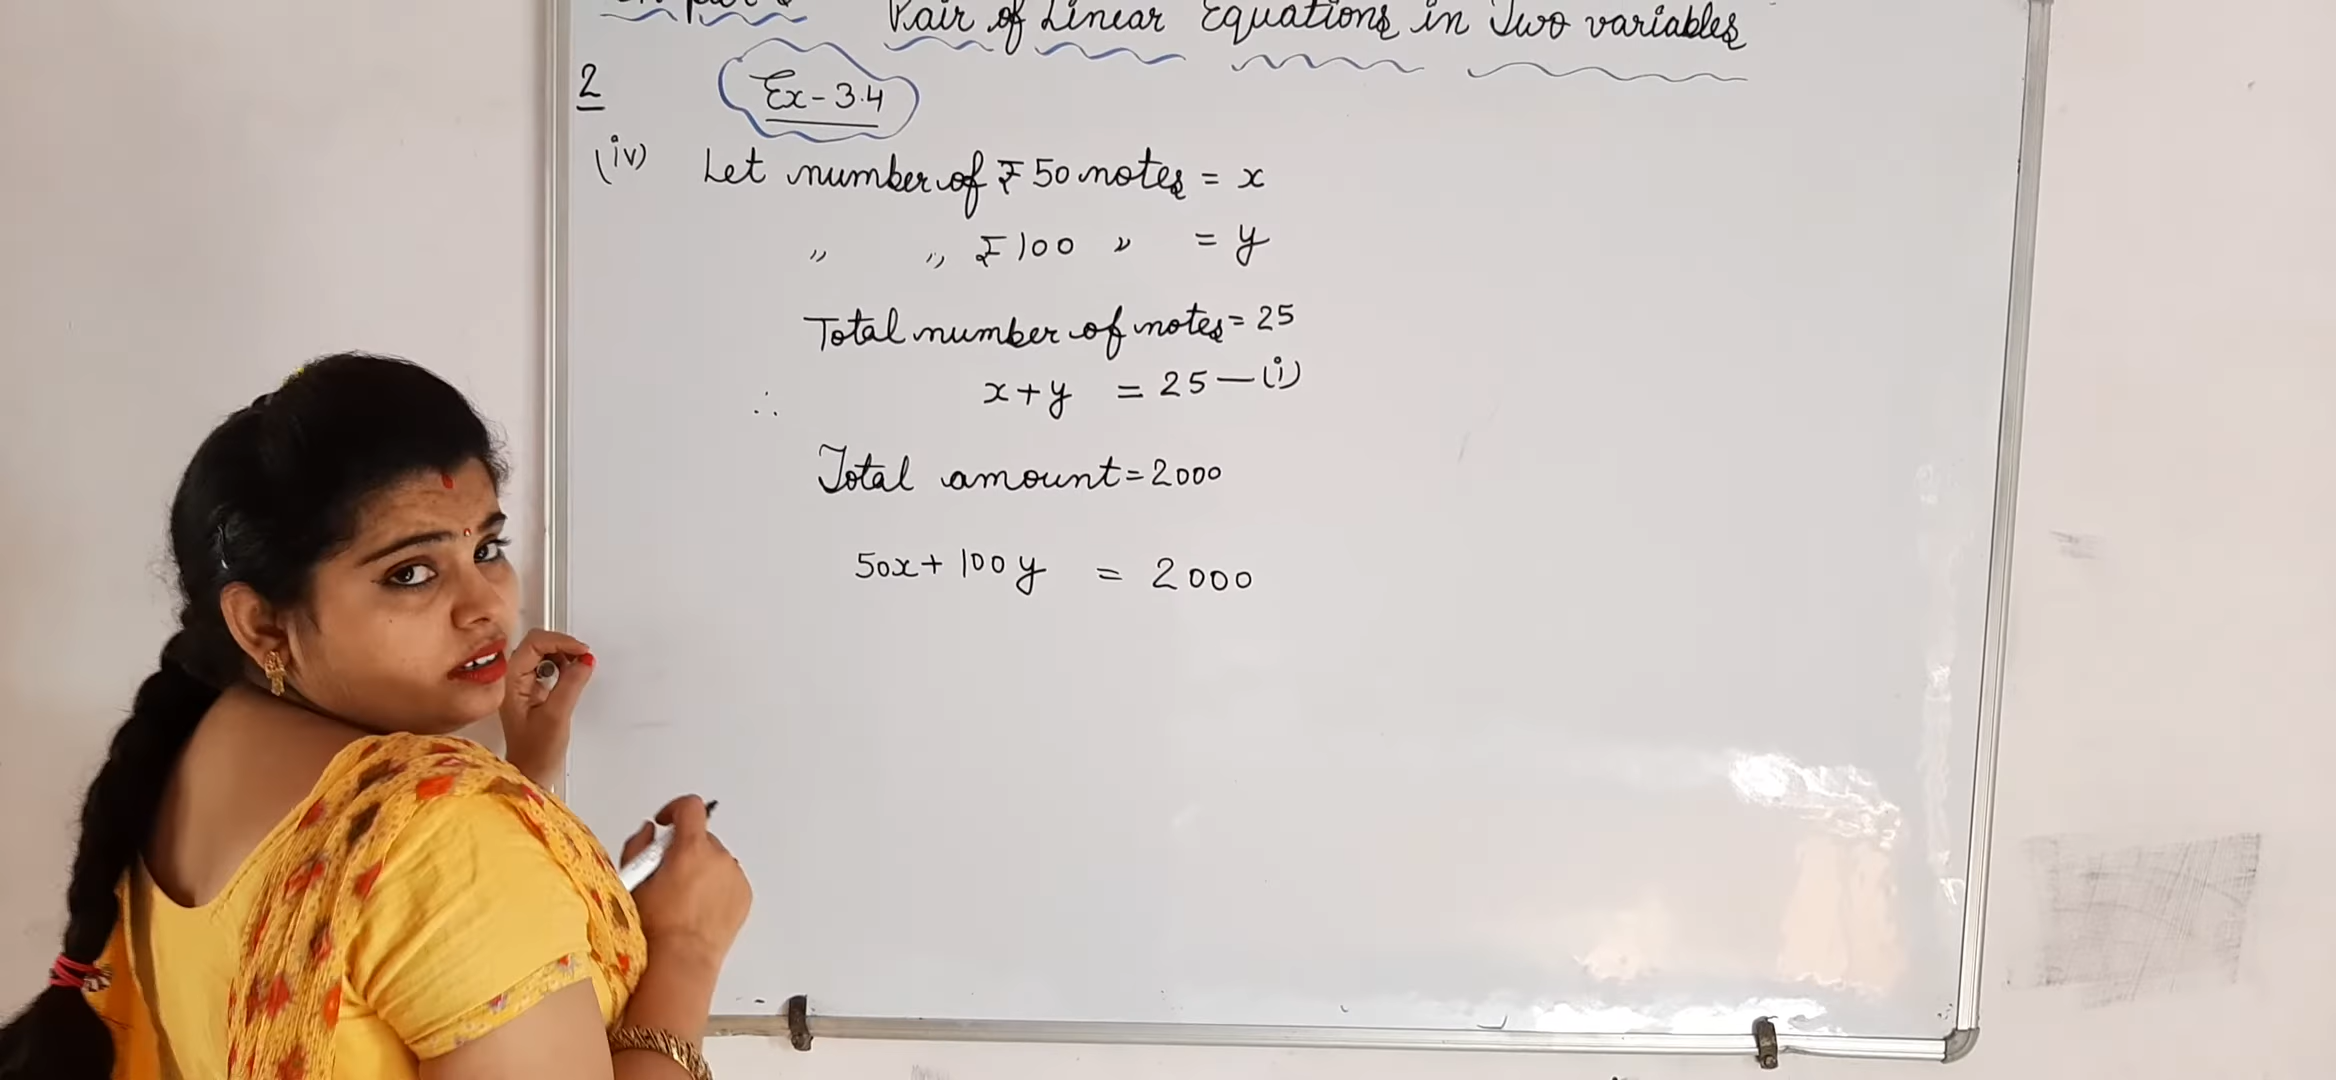 Pair of Linear Equations in Two variables
2
Ex-3.4
(iv) Let number of ₹50 notes = x
" " ₹100 " = y
Total number of notes = 25
∴ x+y = 25 — (i)
Total amount = 2000
50x + 100y = 2000